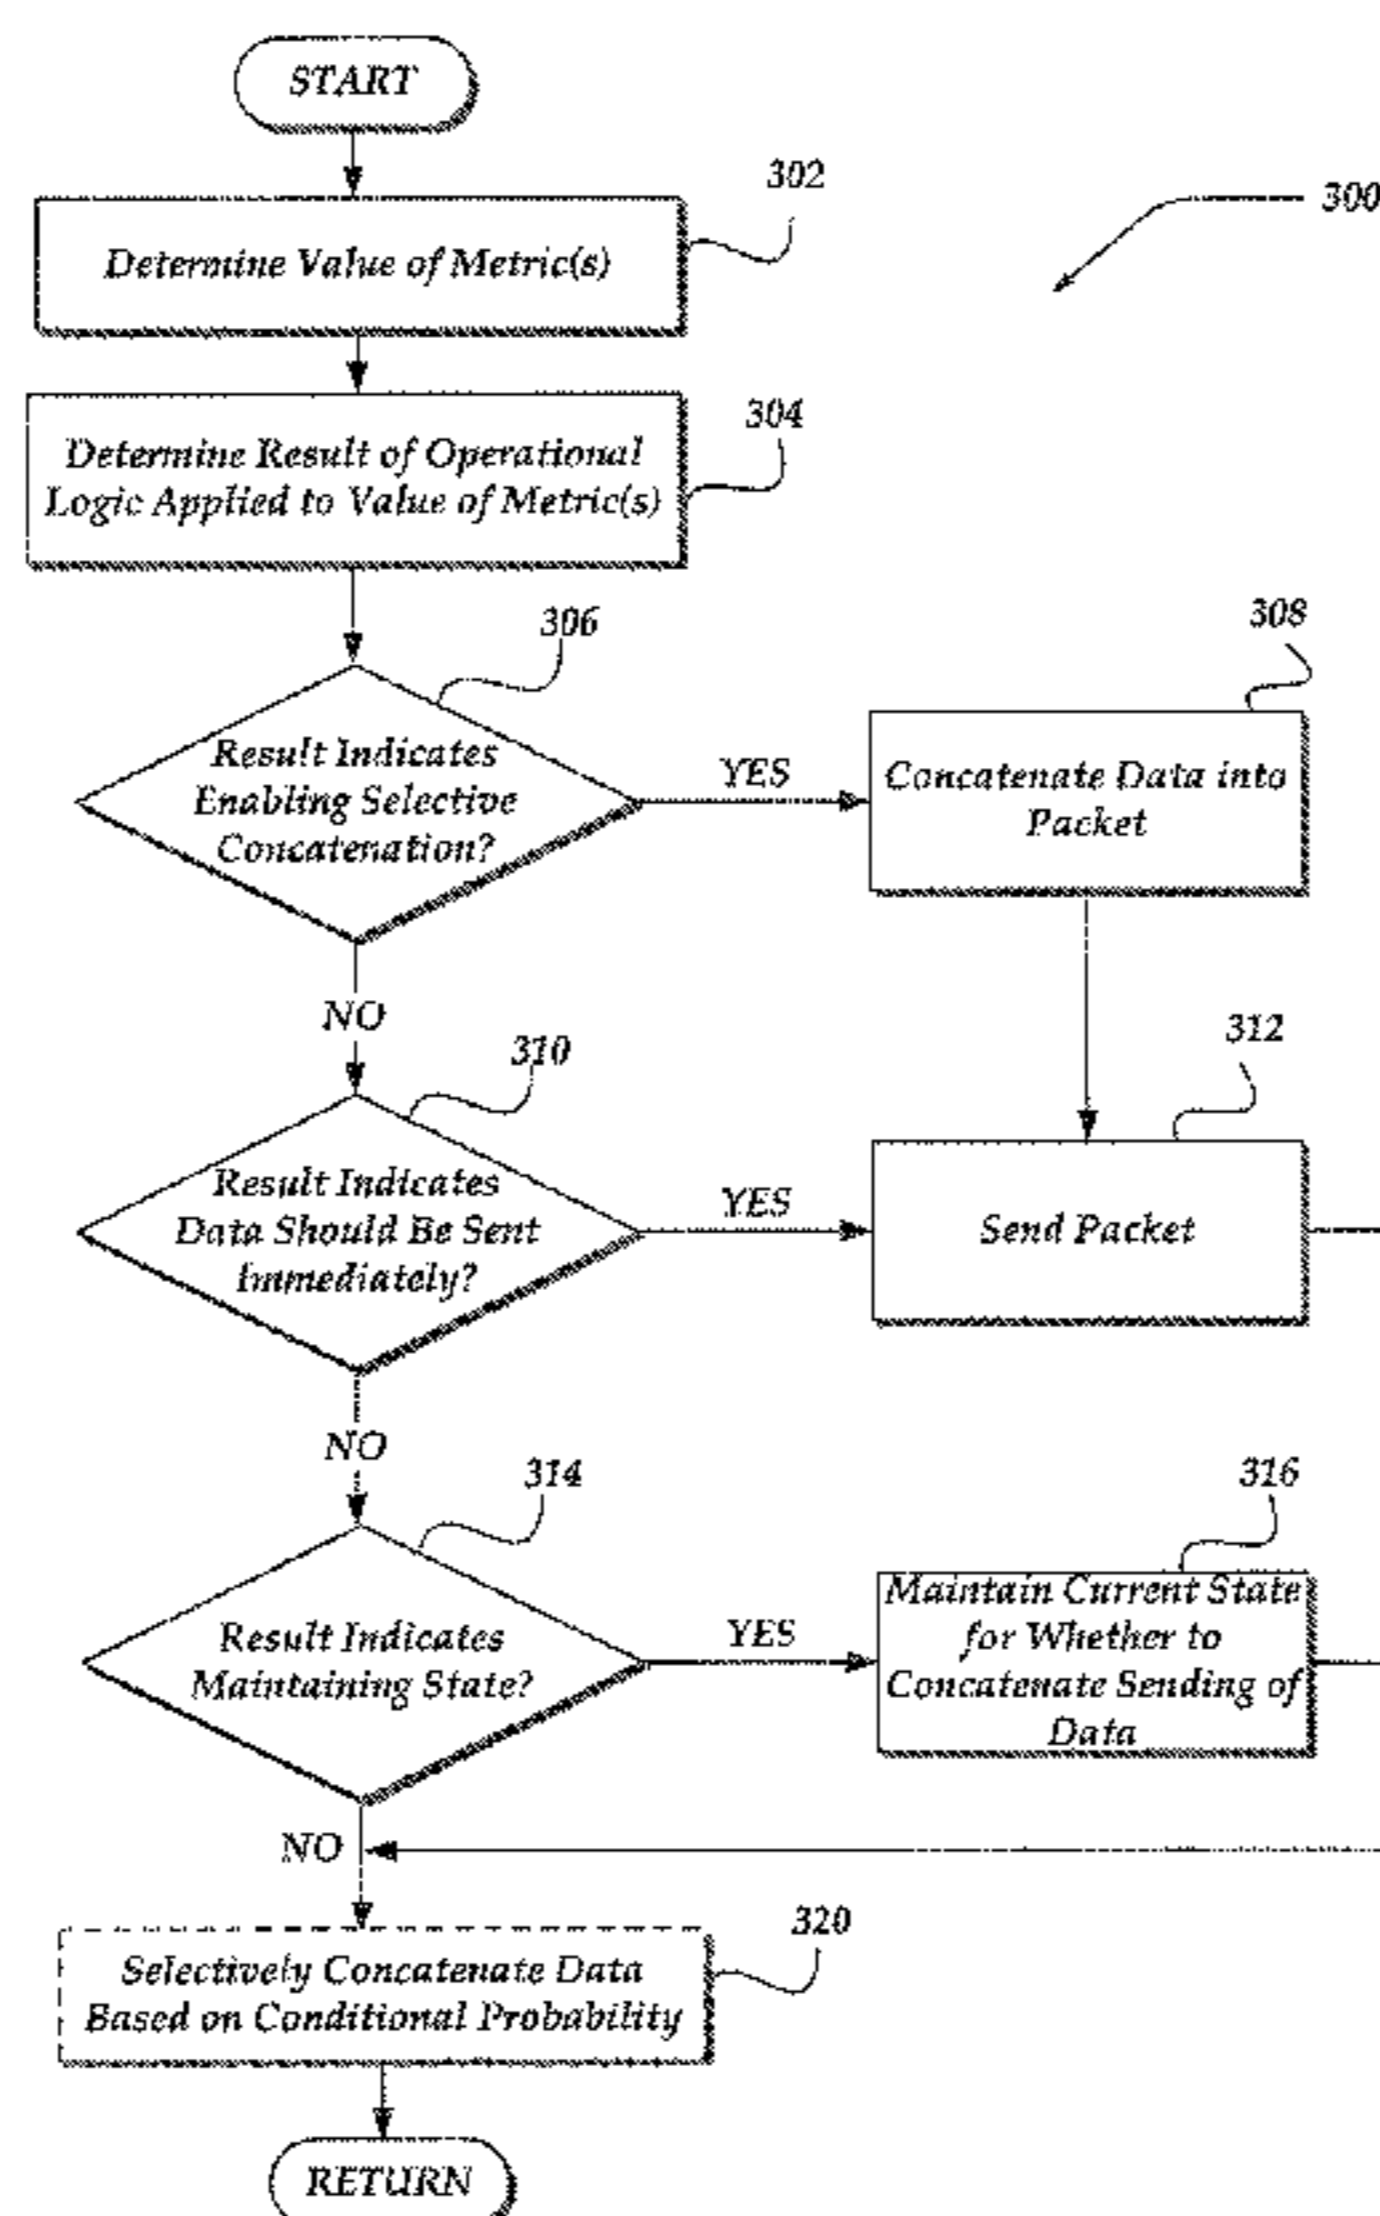 START
302
300
Determine Value of Metric(s)
304
Determine Result of Operational
Logic Applied to Value of Metric(s)
306
308
Result Indicates
Enabling Selective
Concatenation?
YES
Concatenate Data into
Packet
NO
310
312
Result Indicates
Data Should Be Sent
Immediately?
YES
Send Packet
NO
314
316
Result Indicates
Maintaining State?
YES
Maintain Current State
for Whether to
Concatenate Sending of
Data
NO
320
Selectively Concatenate Data
Based on Conditional Probability
RETURN